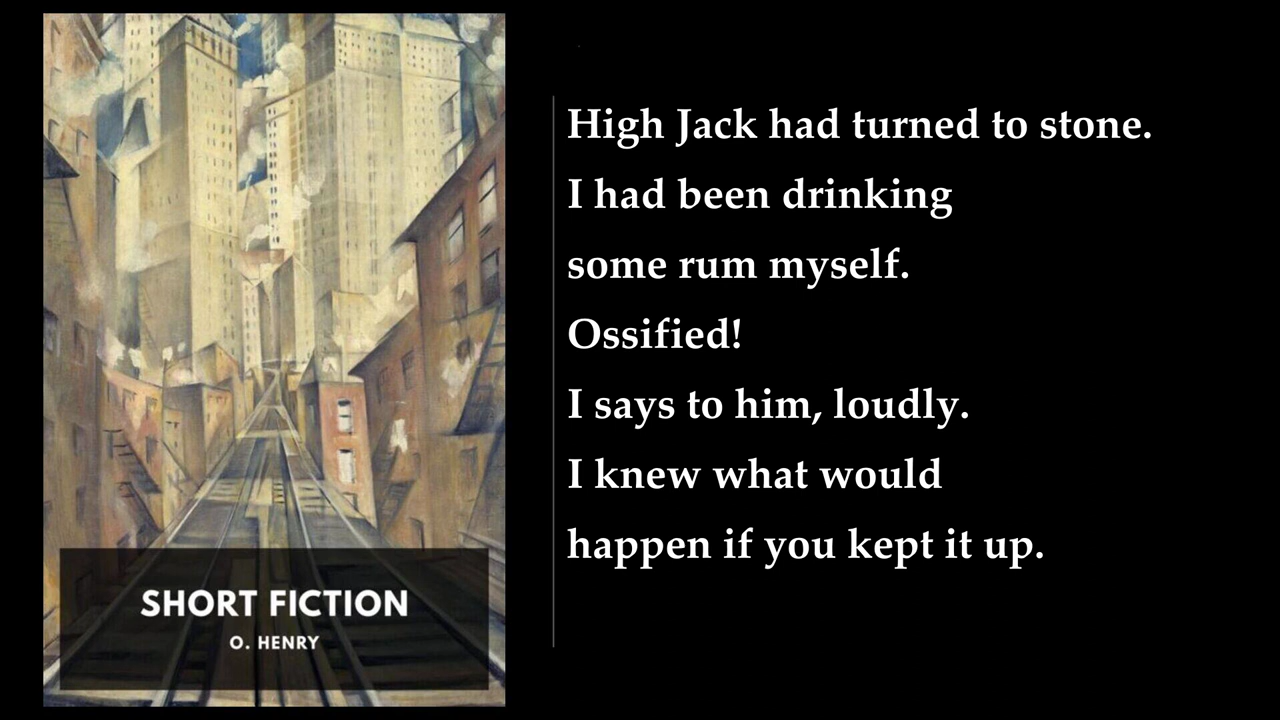 High Jack had turned to stone.
I had been drinking
some rum myself.
Ossified!
I says to him, loudly.
I knew what would
happen if you kept it up.
SHORT FICTION
O. HENRY